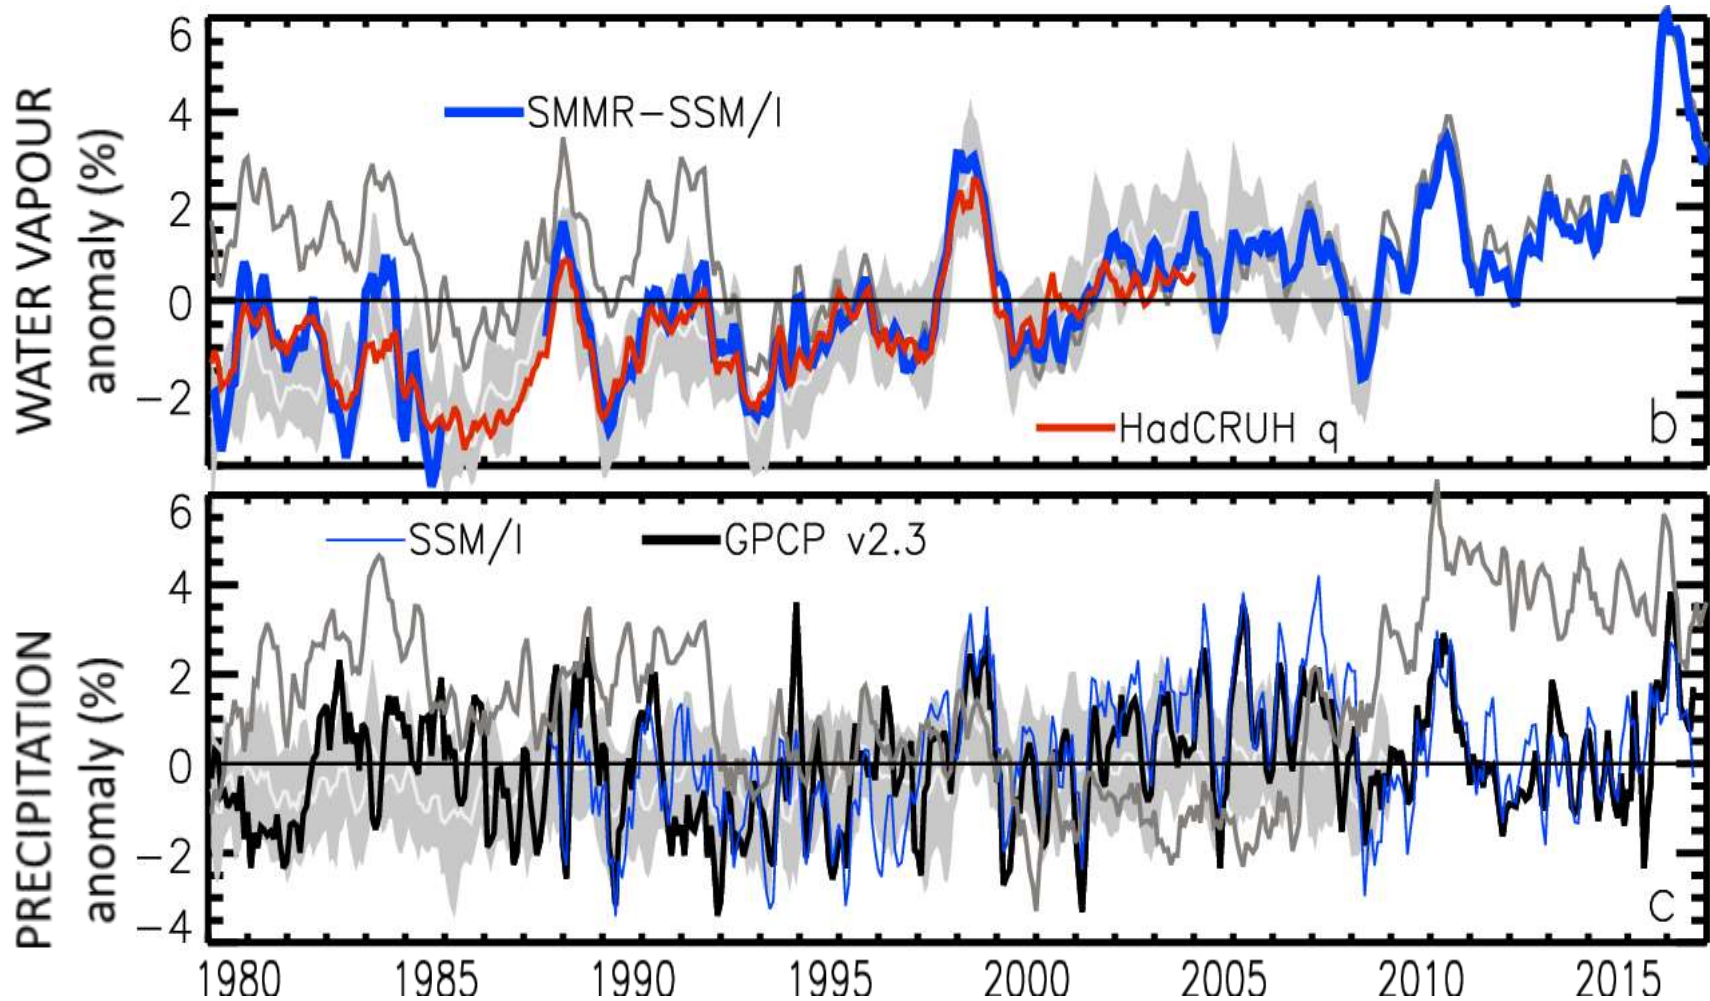 WATER VAPOUR
anomaly (%)
6
4
2
0
−2
SMMR−SSM/I
HadCRUH q
b
PRECIPITATION
anomaly (%)
6
4
2
0
−2
−4
SSM/I
GPCP v2.3
c
1980 1985 1990 1995 2000 2005 2010 2015